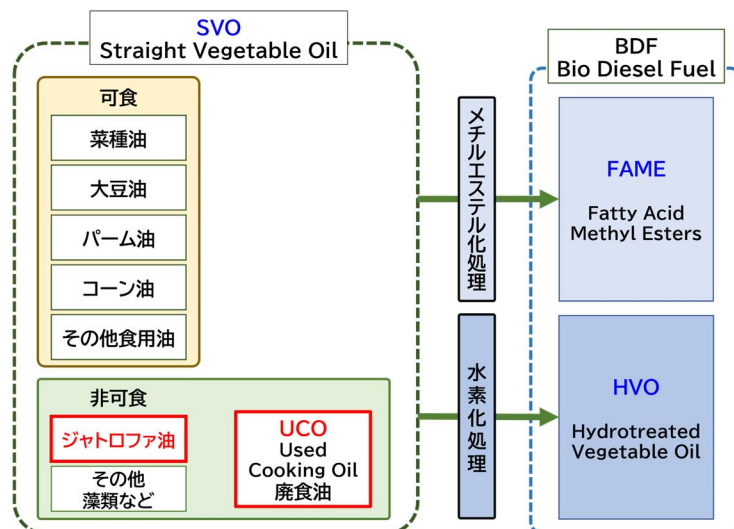 SVO
Straight Vegetable Oil
可食
菜種油
大豆油
パーム油
コーン油
その他食用油
非可食
ジャトロファ油
その他
藻類など
UCO
Used
Cooking Oil
廃食油
メチルエステル化処理
水素化処理
BDF
Bio Diesel Fuel
FAME
Fatty Acid
Methyl Esters
HVO
Hydrotreated
Vegetable Oil